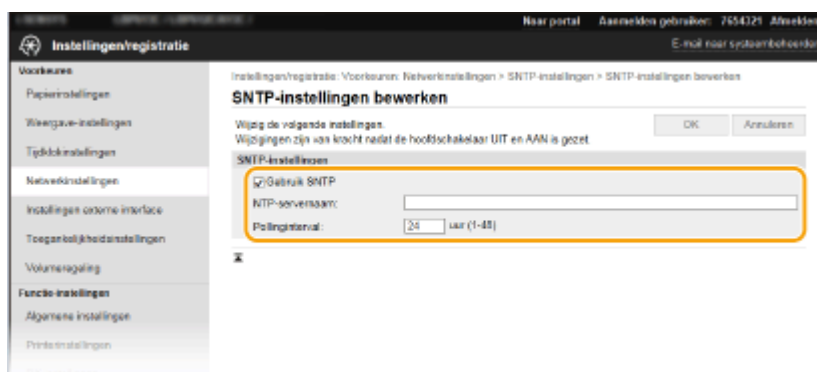 Naar portal Aanmelden gebruiker: 7654321 Afmelden
Instellingen/registratie
E-mail naar systeembeheerder
Voorkeuren
Papierinstellingen
Weergave-instellingen
Tijdklokinstellingen
Netwerkinstellingen
Instellingen externe interface
Toegankelijkheidsinstellingen
Volumeregeling
Functie-instellingen
Algemene instellingen
Printerinstellingen
Instellingen/registratie: Voorkeuren: Netwerkinstellingen > SNTP-instellingen > SNTP-instellingen bewerken
SNTP-instellingen bewerken
Wijzig de volgende instellingen.
Wijzigingen zijn van kracht nadat de hoofdschakelaar UIT en AAN is gezet.
OK Annuleren
SNTP-instellingen
Gebruik SNTP
NTP-servernaam:
Pollinginterval: 24 uur (1-48)